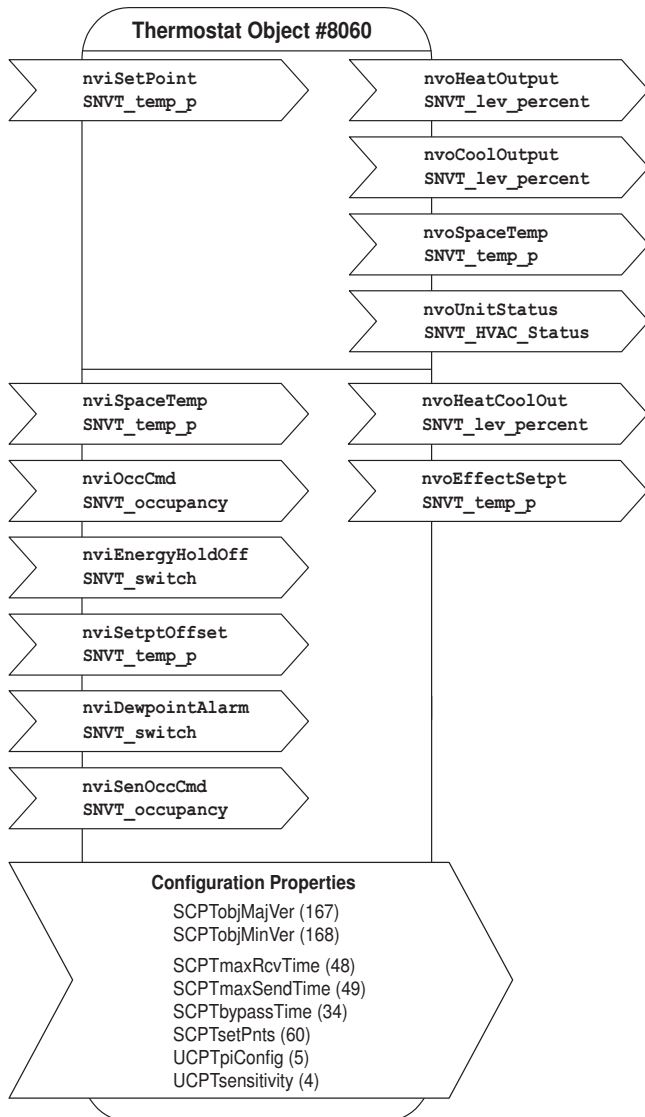 Thermostat Object #8060
nviSetPoint
SNVT_temp_p
nvoHeatOutput
SNVT_lev_percent
nvoCoolOutput
SNVT_lev_percent
nvoSpaceTemp
SNVT_temp_p
nvoUnitStatus
SNVT_HVAC_Status
nviSpaceTemp
SNVT_temp_p
nvoHeatCoolOut
SNVT_lev_percent
nviOccCmd
SNVT_occupancy
nvoEffectSetpt
SNVT_temp_p
nviEnergyHoldOff
SNVT_switch
nviSetptOffset
SNVT_temp_p
nviDewpointAlarm
SNVT_switch
nviSenOccCmd
SNVT_occupancy
Configuration Properties
SCPTobjMajVer (167)
SCPTobjMinVer (168)
SCPTmaxRcvTime (48)
SCPTmaxSendTime (49)
SCPTbypassTime (34)
SCPTsetPnts (60)
UCPTpiConfig (5)
UCPTsensitivity (4)